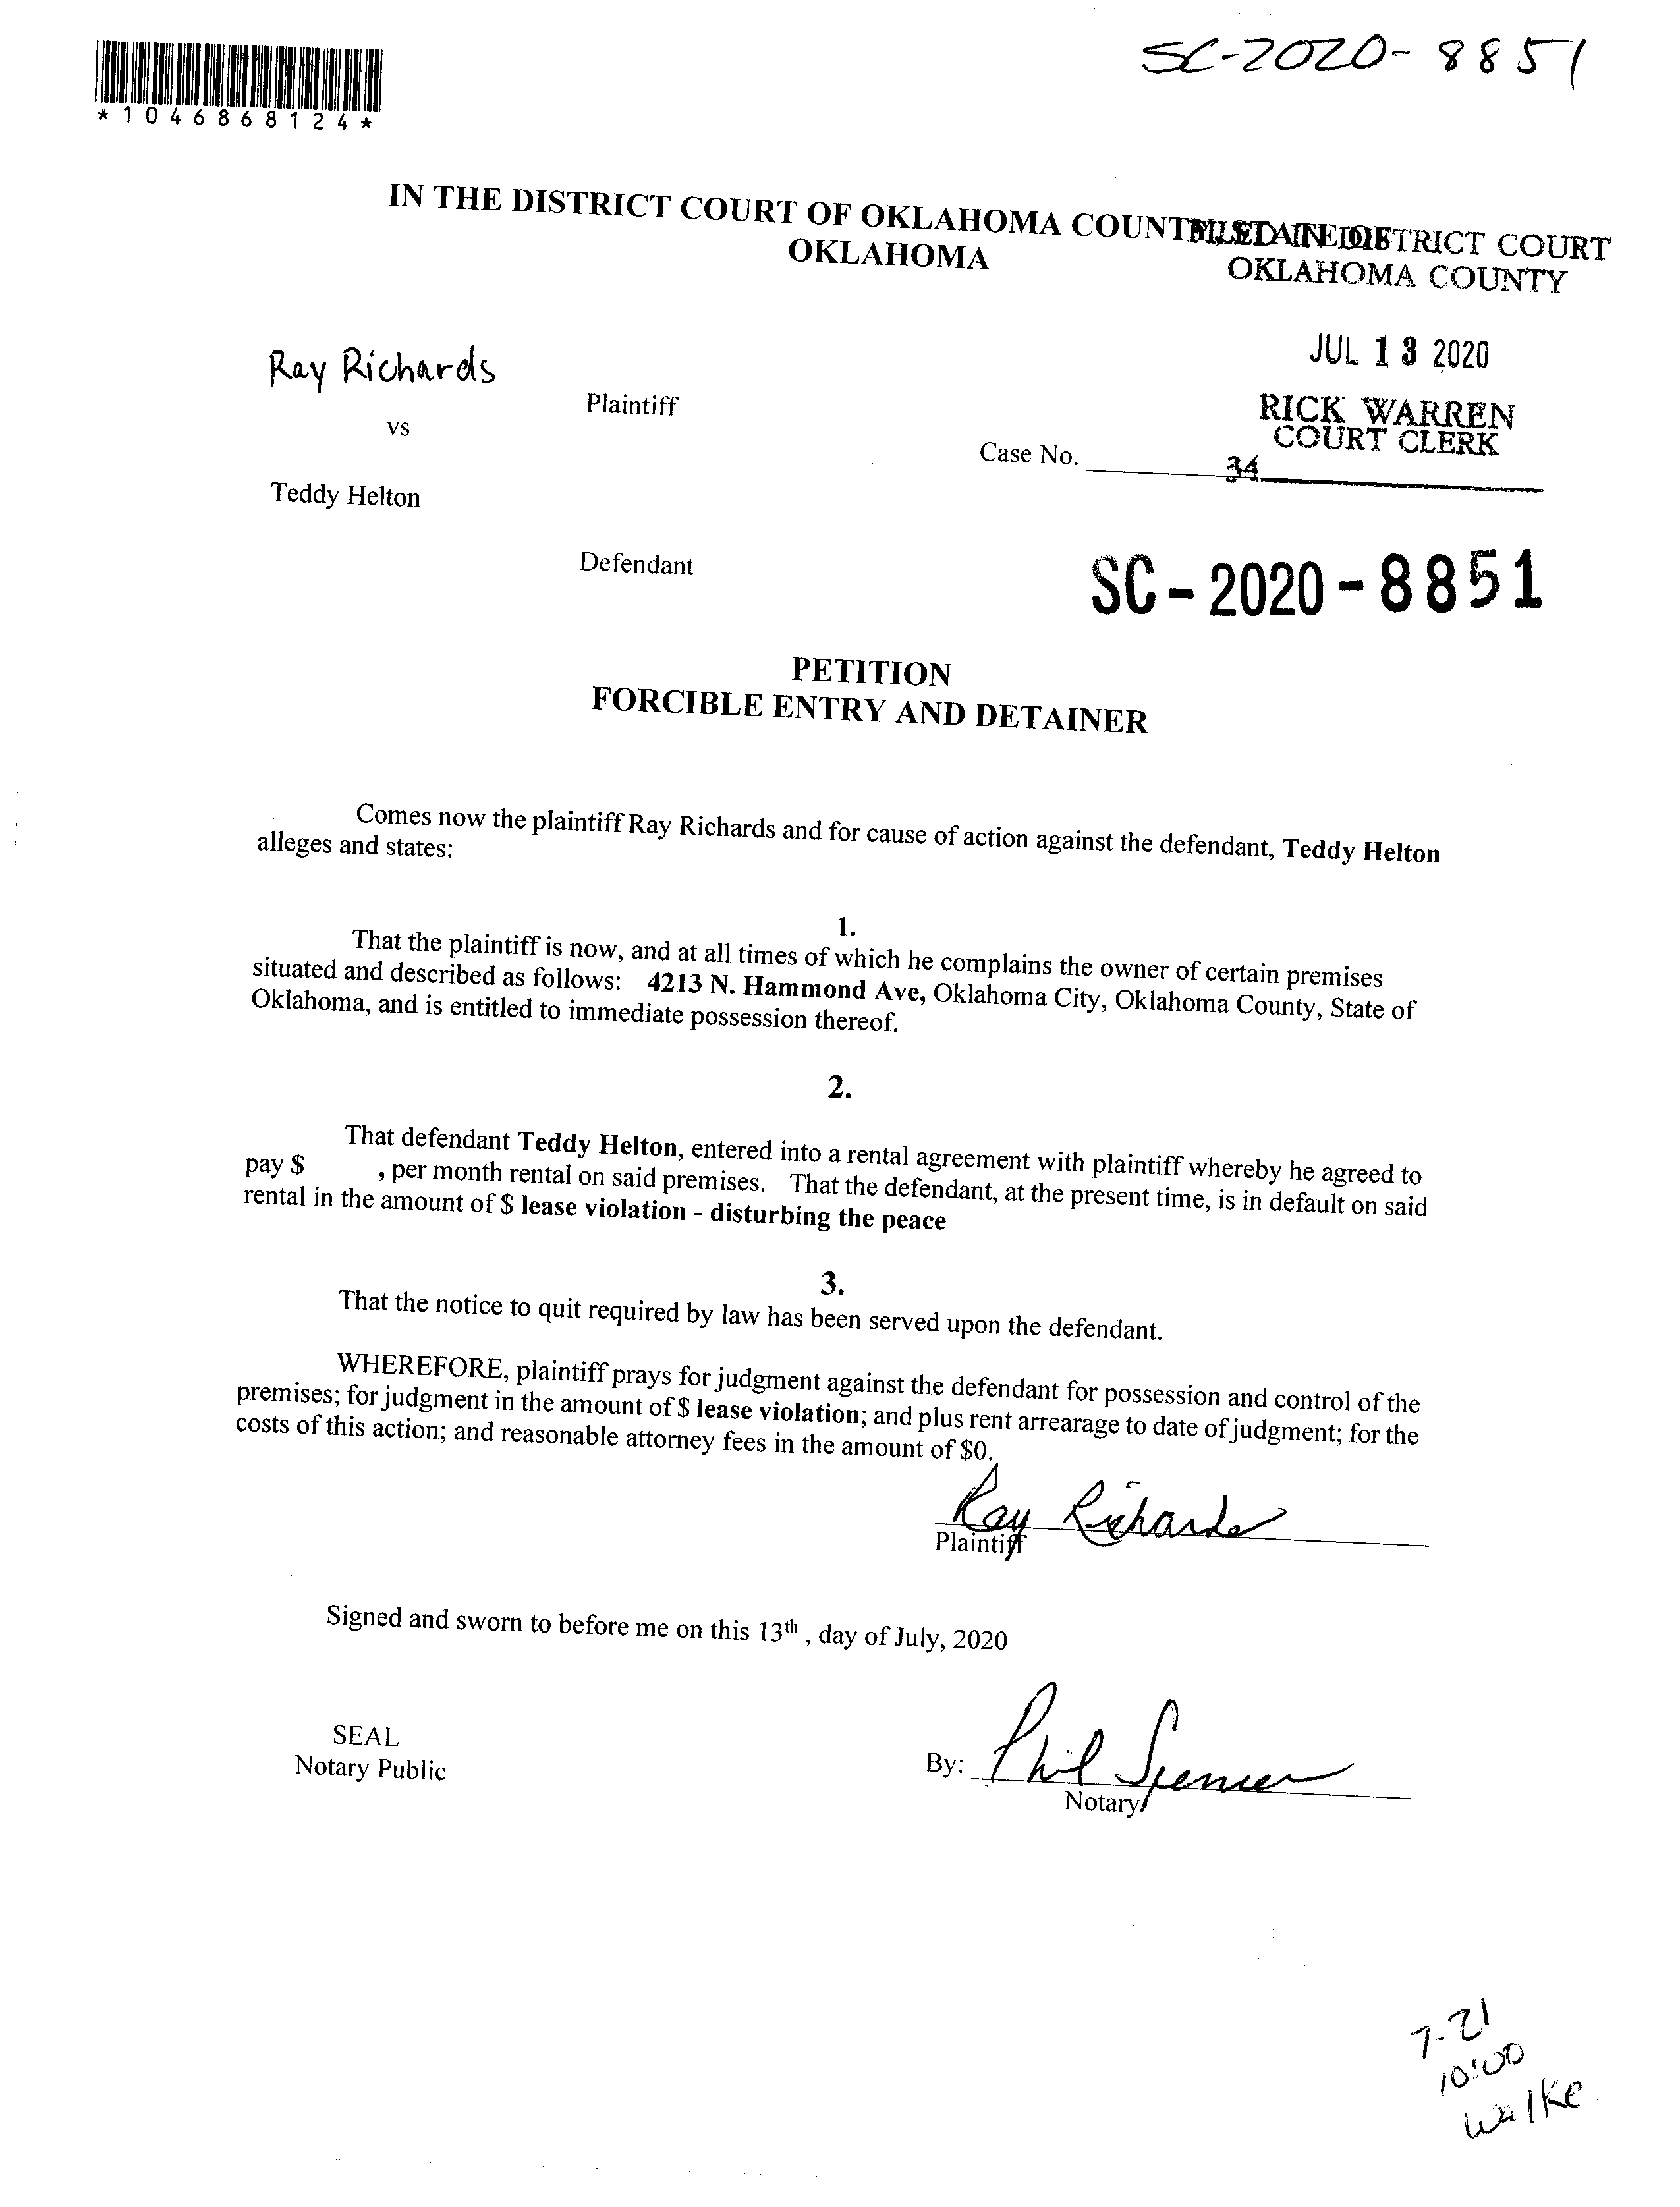 SC-2020-8851
*1046868124*
IN THE DISTRICT COURT OF OKLAHOMA COUNTY, STATE OF
OKLAHOMA
FILED IN DISTRICT COURT
OKLAHOMA COUNTY
JUL 13 2020
RICK WARREN
COURT CLERK
34
Ray Richards
Plaintiff
vs
Case No.
Teddy Helton
Defendant
SC-2020-8851
PETITION
FORCIBLE ENTRY AND DETAINER
Comes now the plaintiff Ray Richards and for cause of action against the defendant, Teddy Helton
alleges and states:
1.
That the plaintiff is now, and at all times of which he complains the owner of certain premises
situated and described as follows: 4213 N. Hammond Ave, Oklahoma City, Oklahoma County, State of
Oklahoma, and is entitled to immediate possession thereof.
2.
That defendant Teddy Helton, entered into a rental agreement with plaintiff whereby he agreed to
pay $ , per month rental on said premises. That the defendant, at the present time, is in default on said
rental in the amount of $ lease violation - disturbing the peace
3.
That the notice to quit required by law has been served upon the defendant.
WHEREFORE, plaintiff prays for judgment against the defendant for possession and control of the
premises; for judgment in the amount of $ lease violation; and plus rent arrearage to date of judgment; for the
costs of this action; and reasonable attorney fees in the amount of $0.
Ray Richards
Plaintiff
Signed and sworn to before me on this 13th , day of July, 2020
SEAL
Notary Public
By: Phil Spencer
Notary
7-21
10:00
Walke